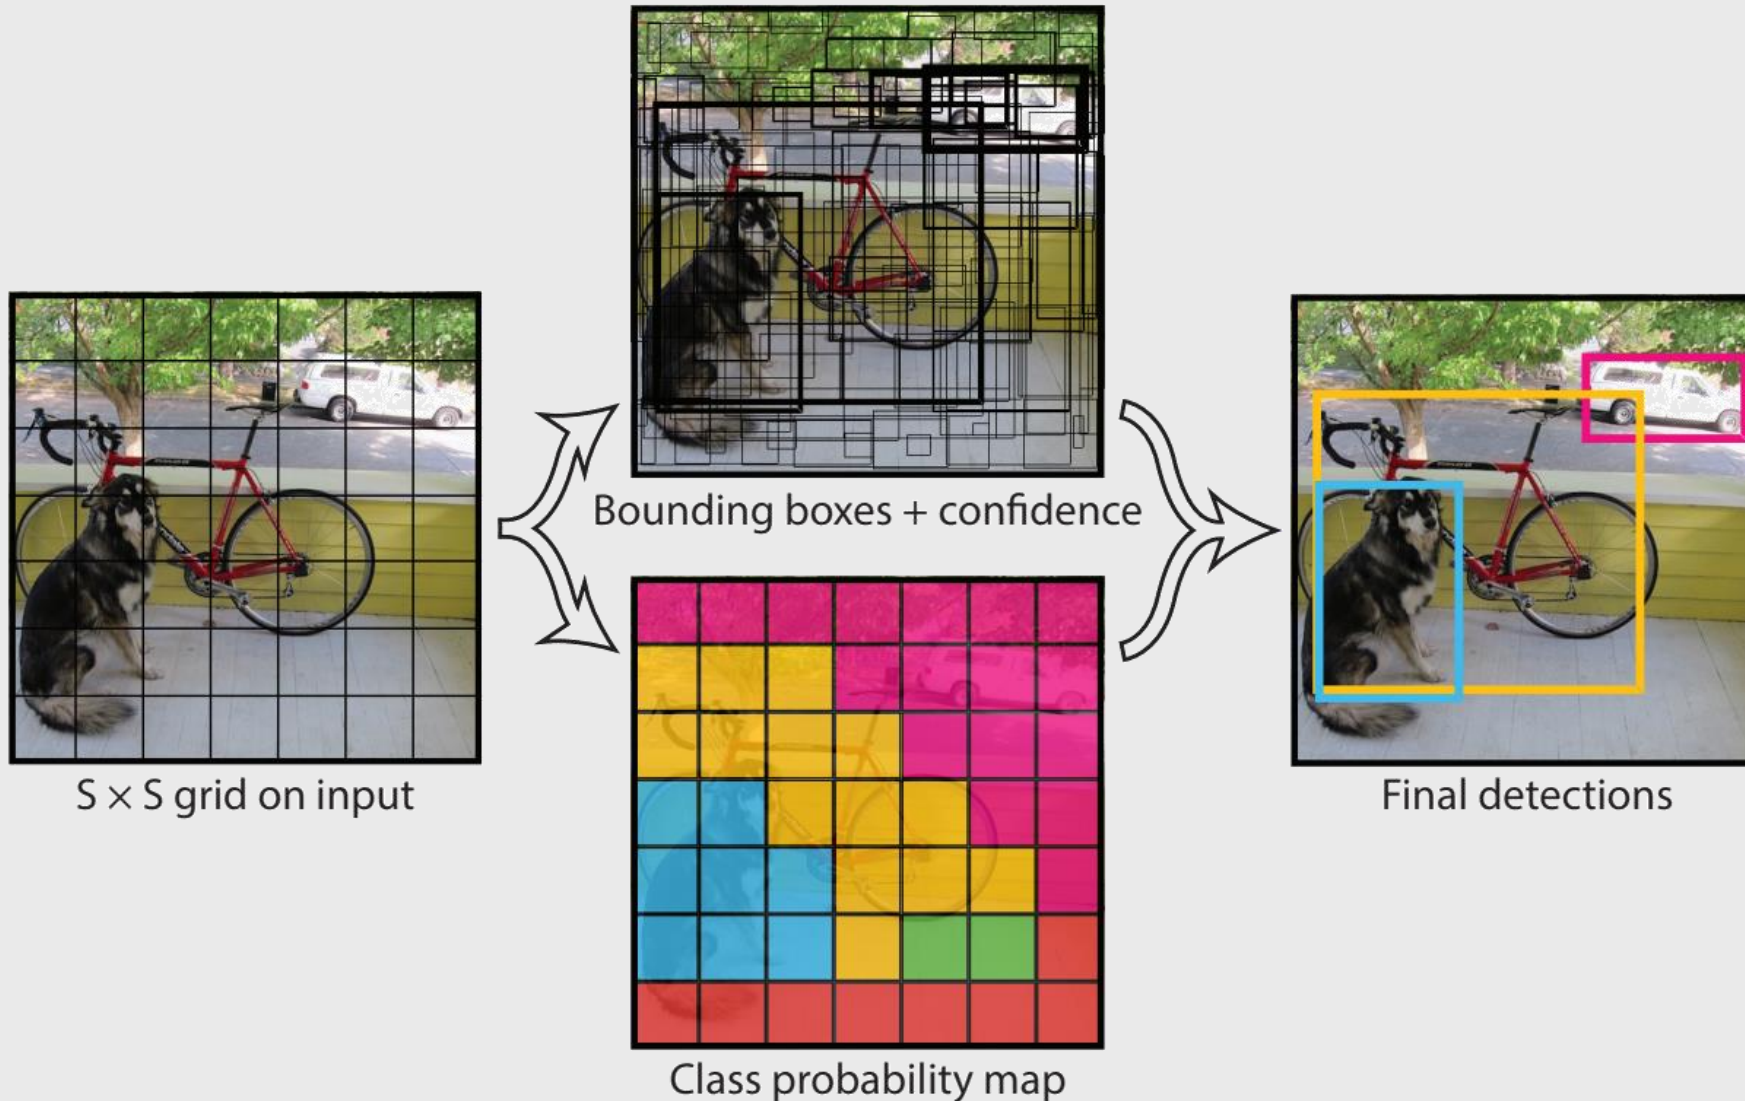 Bounding boxes + confidence
S × S grid on input
Final detections
Class probability map